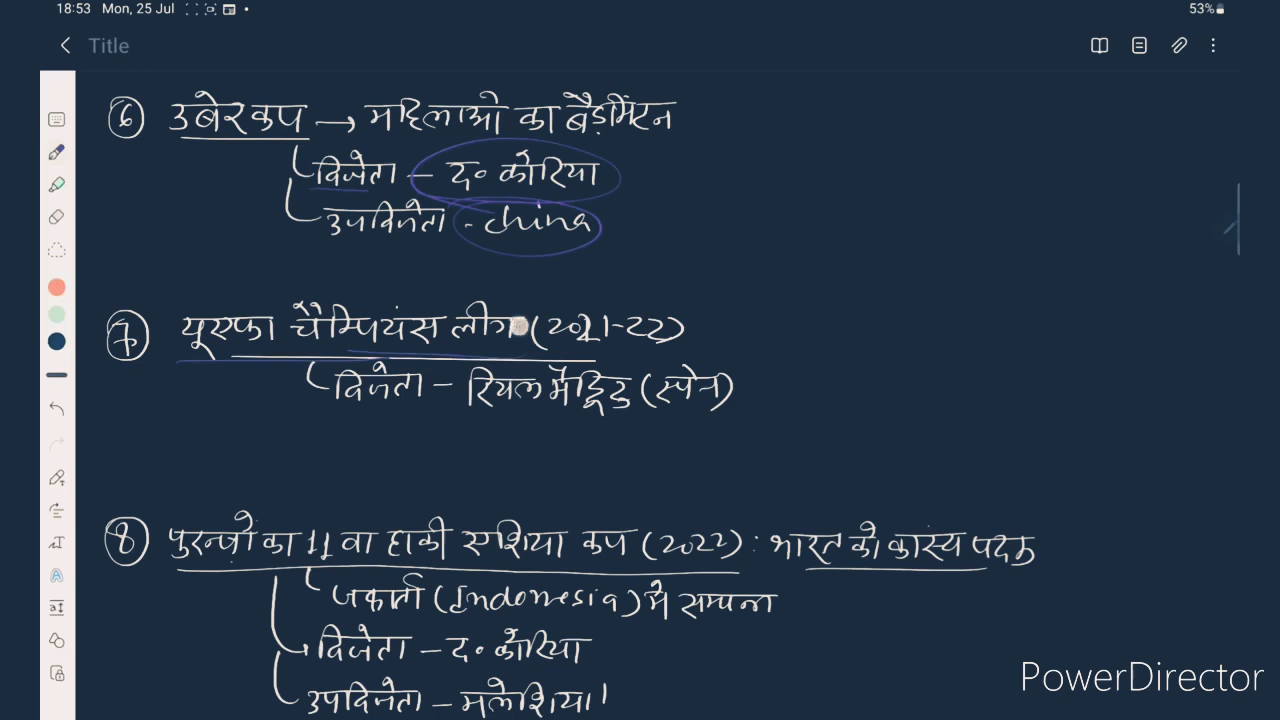 18:53 Mon, 25 Jul
53%
Title
6 उबेर कप → महिलाओ का बैडमिंटन
विजेता - द० कोरिया
उपविजेता - china
7 यूएफा चैम्पियंस लीग (2021-22)
विजेता - रियल मैड्रिड (स्पेन)
8 पुरूषो का 11 वा हाकी एशिया कप (2022) : भारत को कास्य पदक
जकार्ता (Indonesia) मे सम्पन्न
विजेता - द० कोरिया
उपविजेता - मलेशिया।
PowerDirector